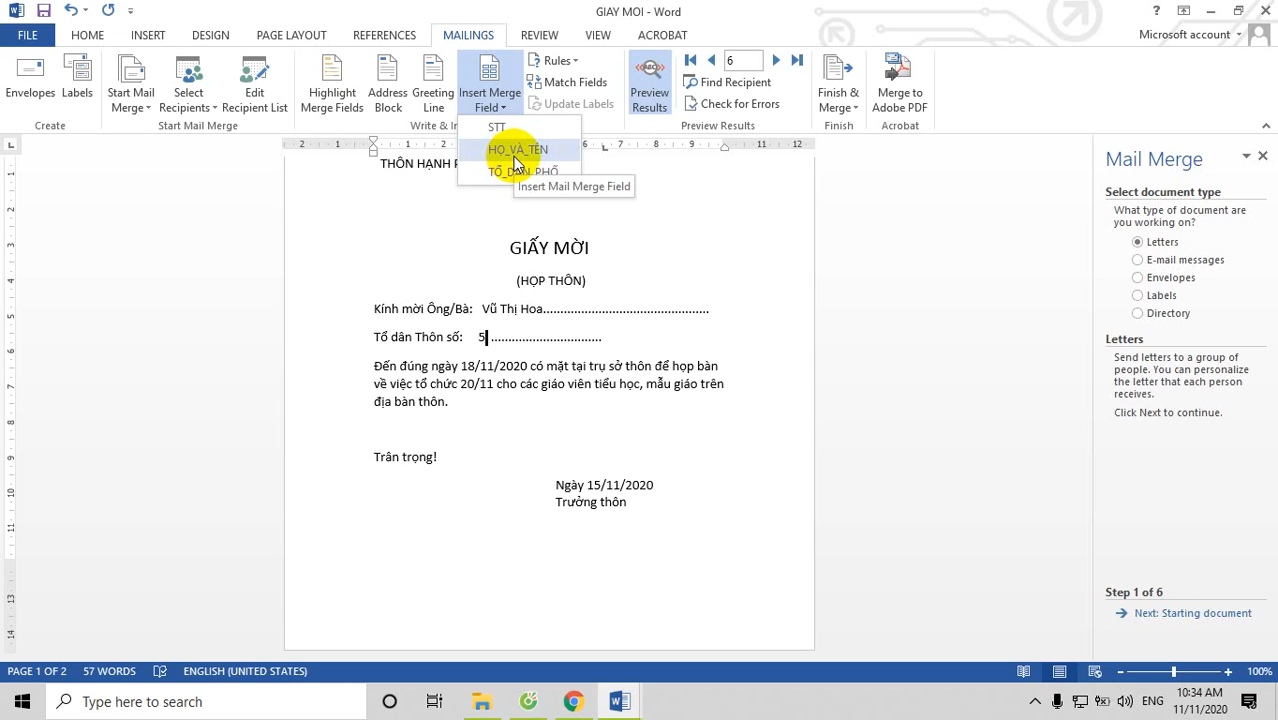 GIAY MOI - Word
Microsoft account
FILE HOME INSERT DESIGN PAGE LAYOUT REFERENCES MAILINGS REVIEW VIEW ACROBAT
Envelopes Labels
Create
Start Mail Merge
Select Recipients
Edit Recipient List
Start Mail Merge
Highlight Merge Fields
Address Block
Greeting Line
Insert Merge Field
Rules
Match Fields
Update Labels
Write & In
Preview Results
6
Find Recipient
Check for Errors
Preview Results
Finish & Merge
Finish
Merge to Adobe PDF
Acrobat
STT
HỌ_VÀ_TÊN
TỔ_DÂN_PHỐ
Insert Mail Merge Field
THÔN HẠNH P
GIẤY MỜI
(HỌP THÔN)
Kính mời Ông/Bà: Vũ Thị Hoa................................................
Tổ dân Thôn số: 5 ................................
Đến đúng ngày 18/11/2020 có mặt tại trụ sở thôn để họp bàn
về việc tổ chức 20/11 cho các giáo viên tiểu học, mẫu giáo trên
địa bàn thôn.
Trân trọng!
Ngày 15/11/2020
Trưởng thôn
Mail Merge
Select document type
What type of document are
you working on?
Letters
E-mail messages
Envelopes
Labels
Directory
Letters
Send letters to a group of
people. You can personalize
the letter that each person
receives.
Click Next to continue.
Step 1 of 6
Next: Starting document
PAGE 1 OF 2 57 WORDS ENGLISH (UNITED STATES) 100%
Type here to search
ENG
10:34 AM
11/11/2020